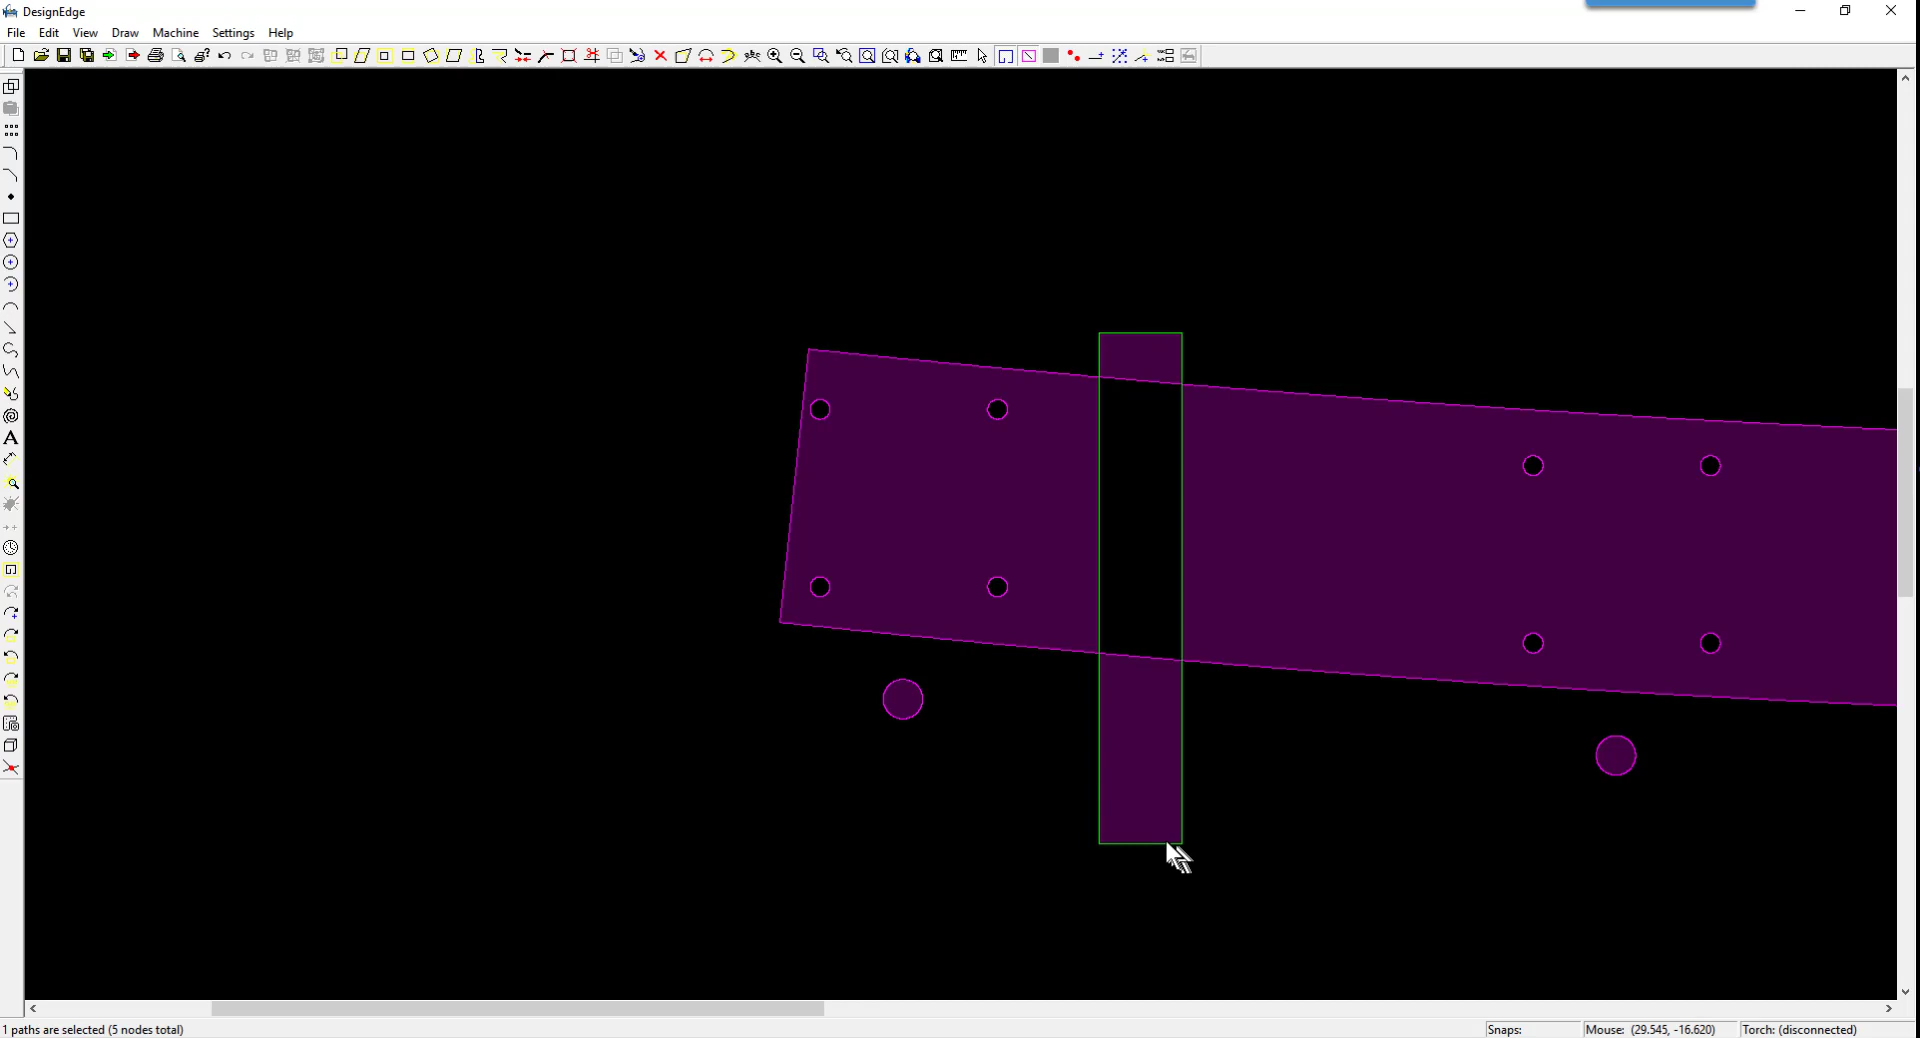 DesignEdge
File Edit View Draw Machine Settings Help
abc
A
1 paths are selected (5 nodes total) Snaps: Mouse: (29.545, -16.620) Torch: (disconnected)